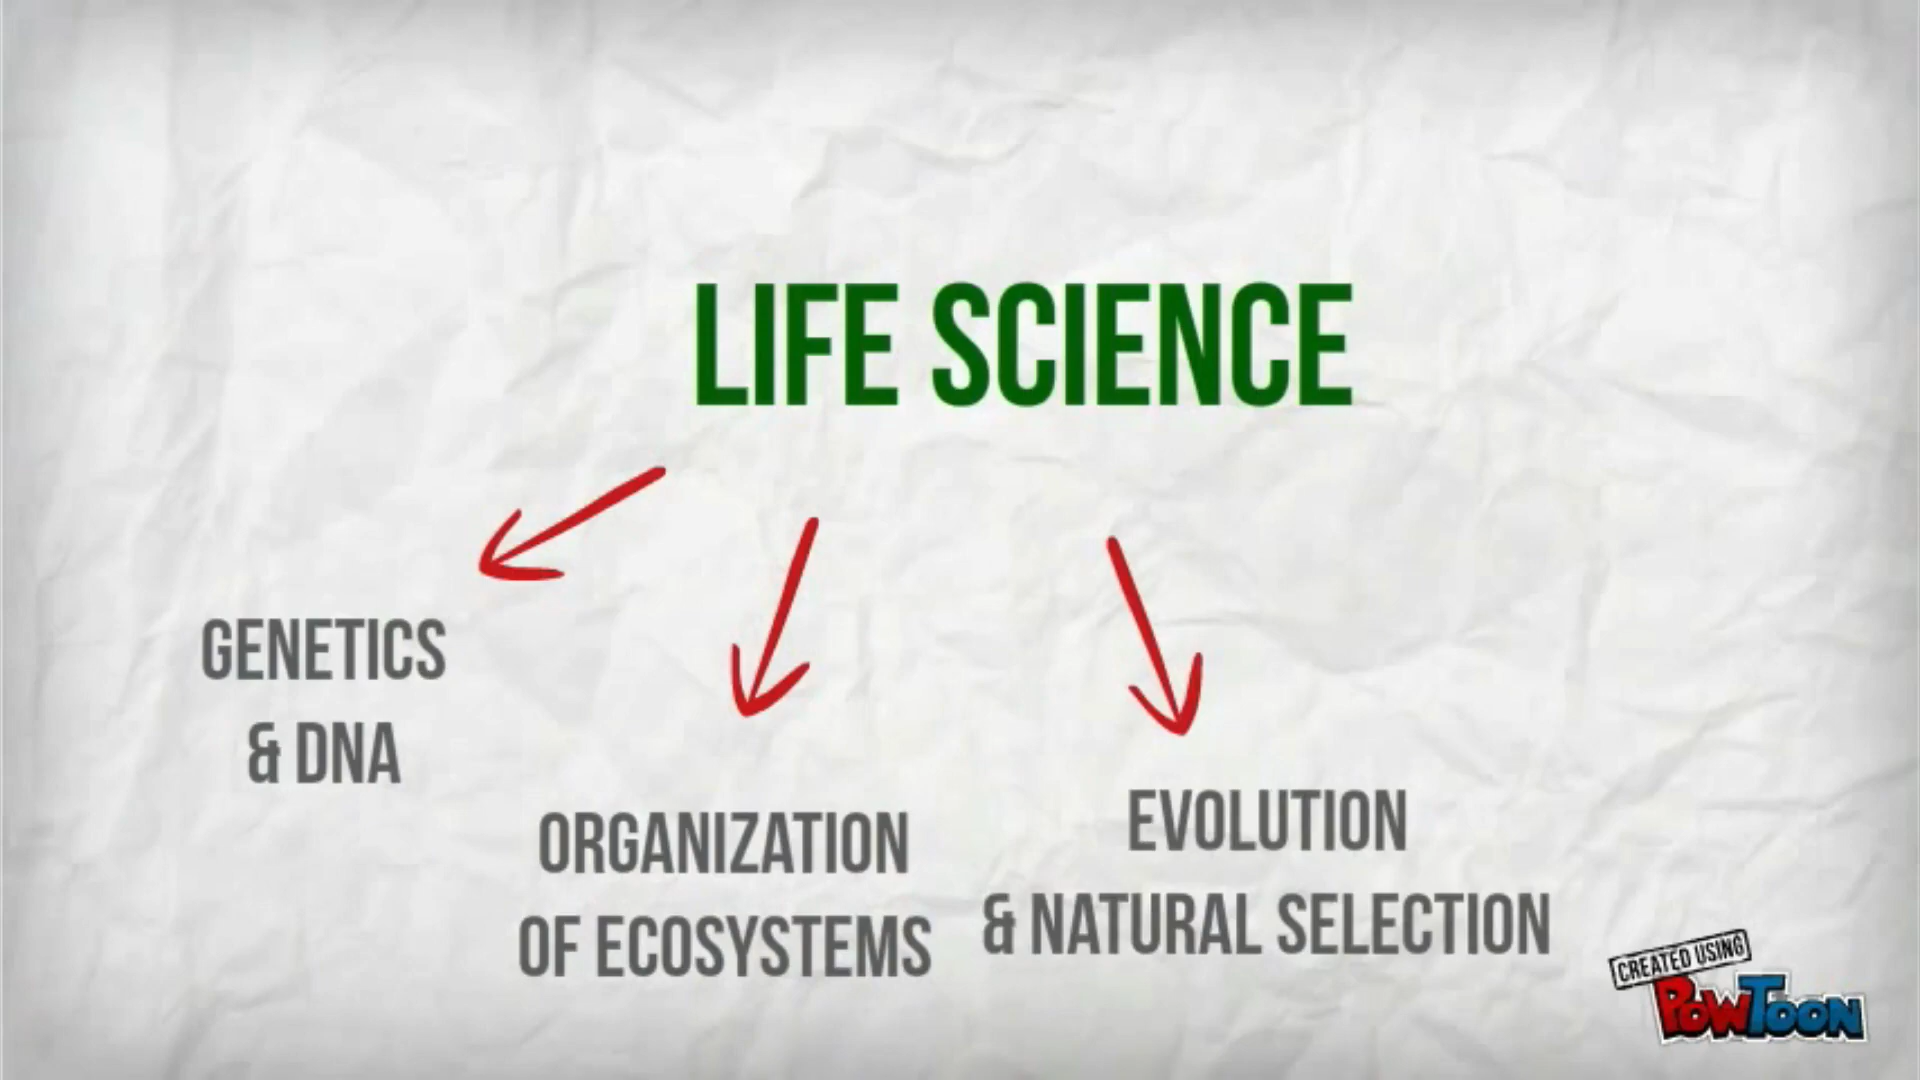 LIFE SCIENCE
GENETICS
& DNA
ORGANIZATION
OF ECOSYSTEMS
EVOLUTION
& NATURAL SELECTION
CREATED USING
POWTOON